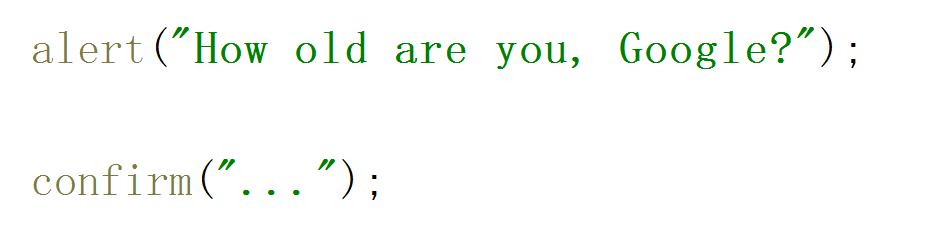 alert("How old are you, Google?");
confirm("...");